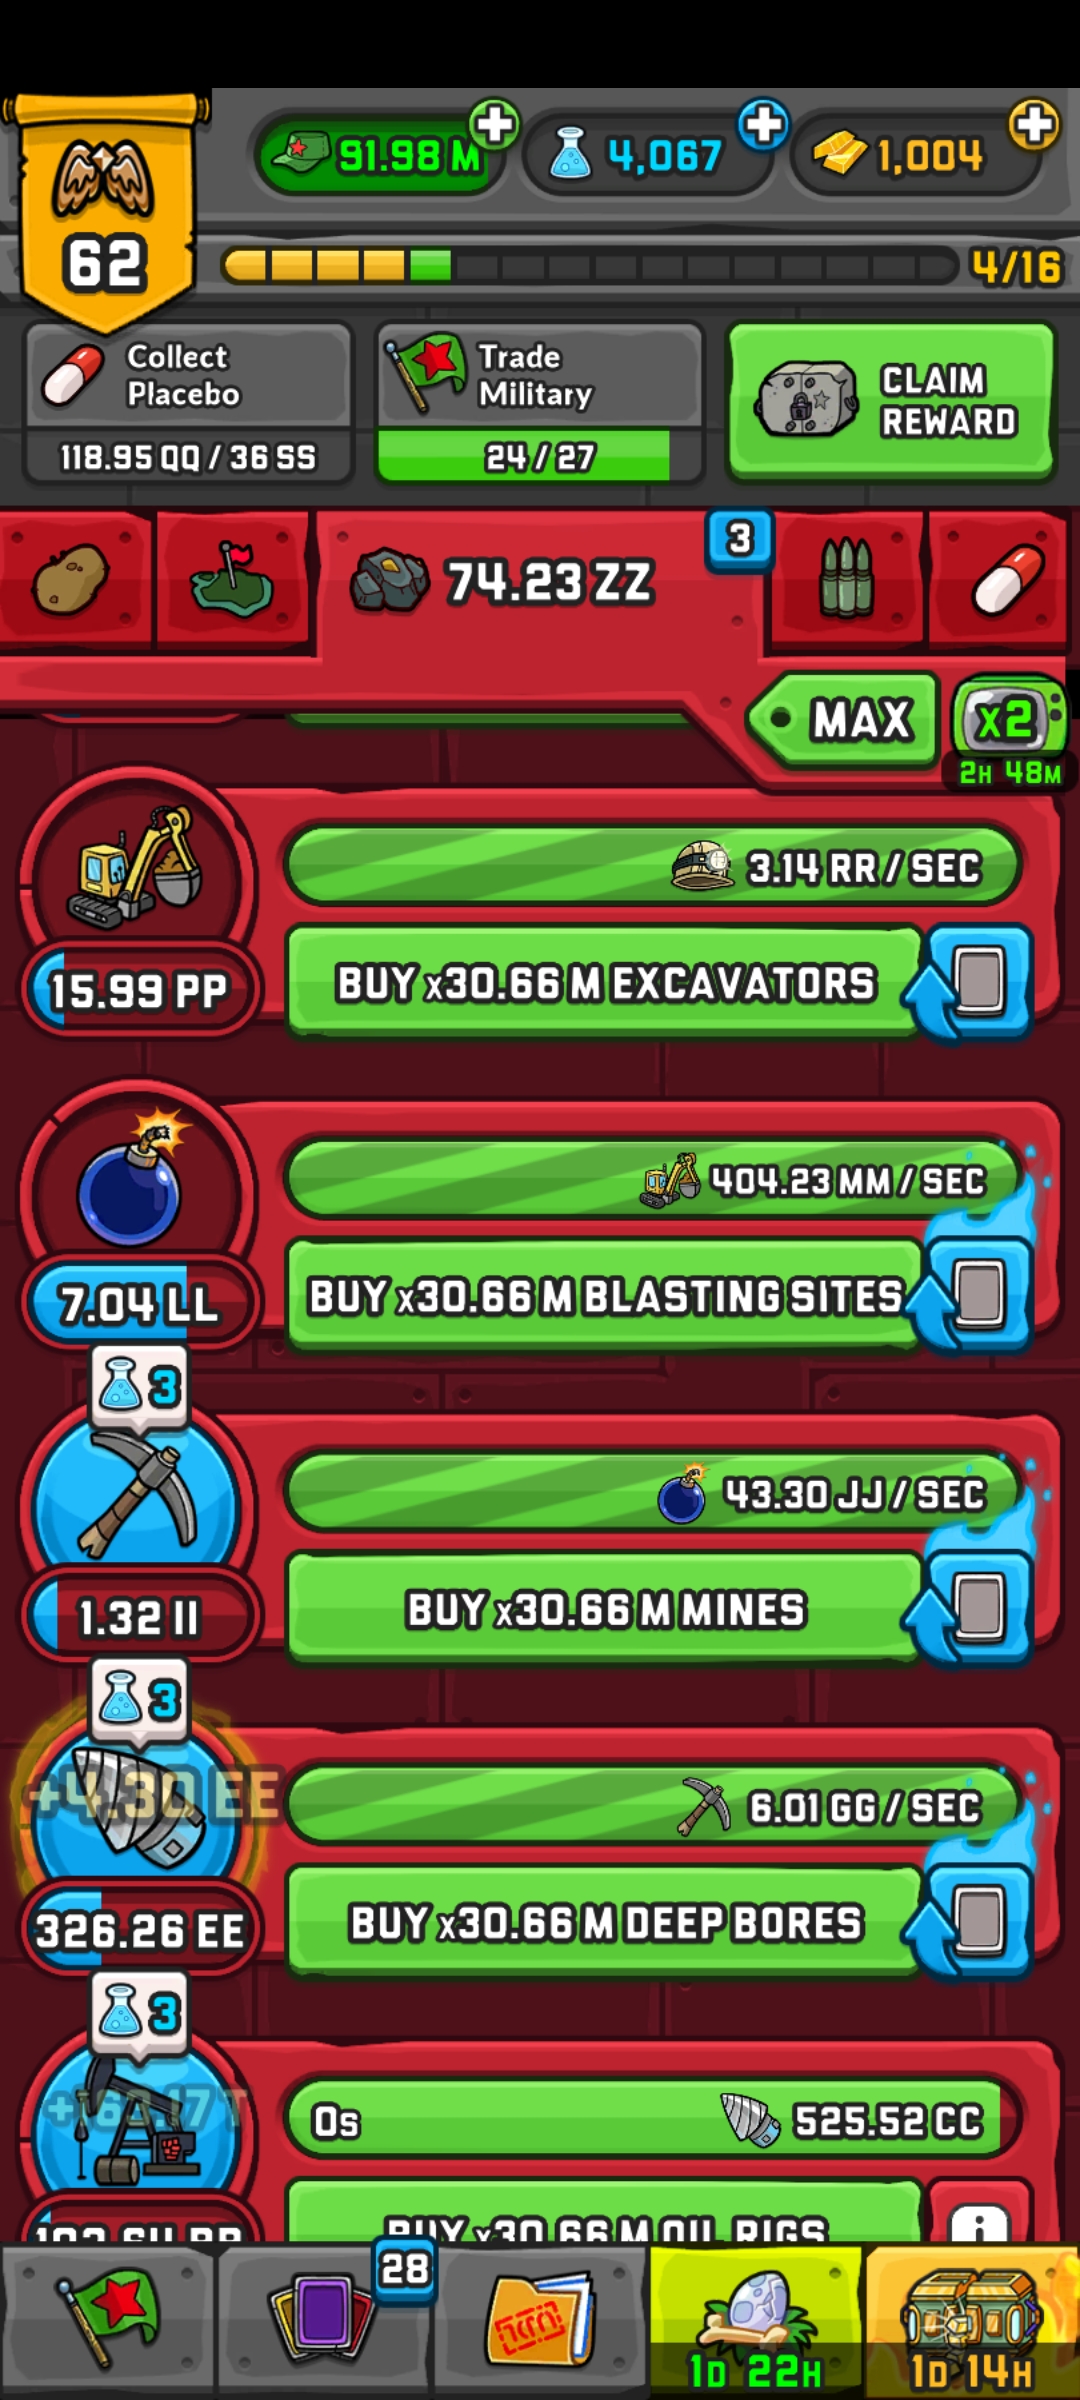 91.98 M
4,067
1,004
62
4/16
Collect
Placebo
118.95 QQ / 36 SS
Trade
Military
24 / 27
CLAIM
REWARD
74.23 ZZ
3
MAX
x2
2H 48M
3.14 RR / SEC
15.99 PP
BUY x30.66 M EXCAVATORS
404.23 MM / SEC
7.04 LL
BUY x30.66 M BLASTING SITES
3
43.30 JJ / SEC
1.32 II
BUY x30.66 M MINES
3
+4.30 EE
6.01 GG / SEC
326.26 EE
BUY x30.66 M DEEP BORES
3
0s
525.52 CC
BUY x30.66 M OIL RIGS
28
1D 22H
1D 14H